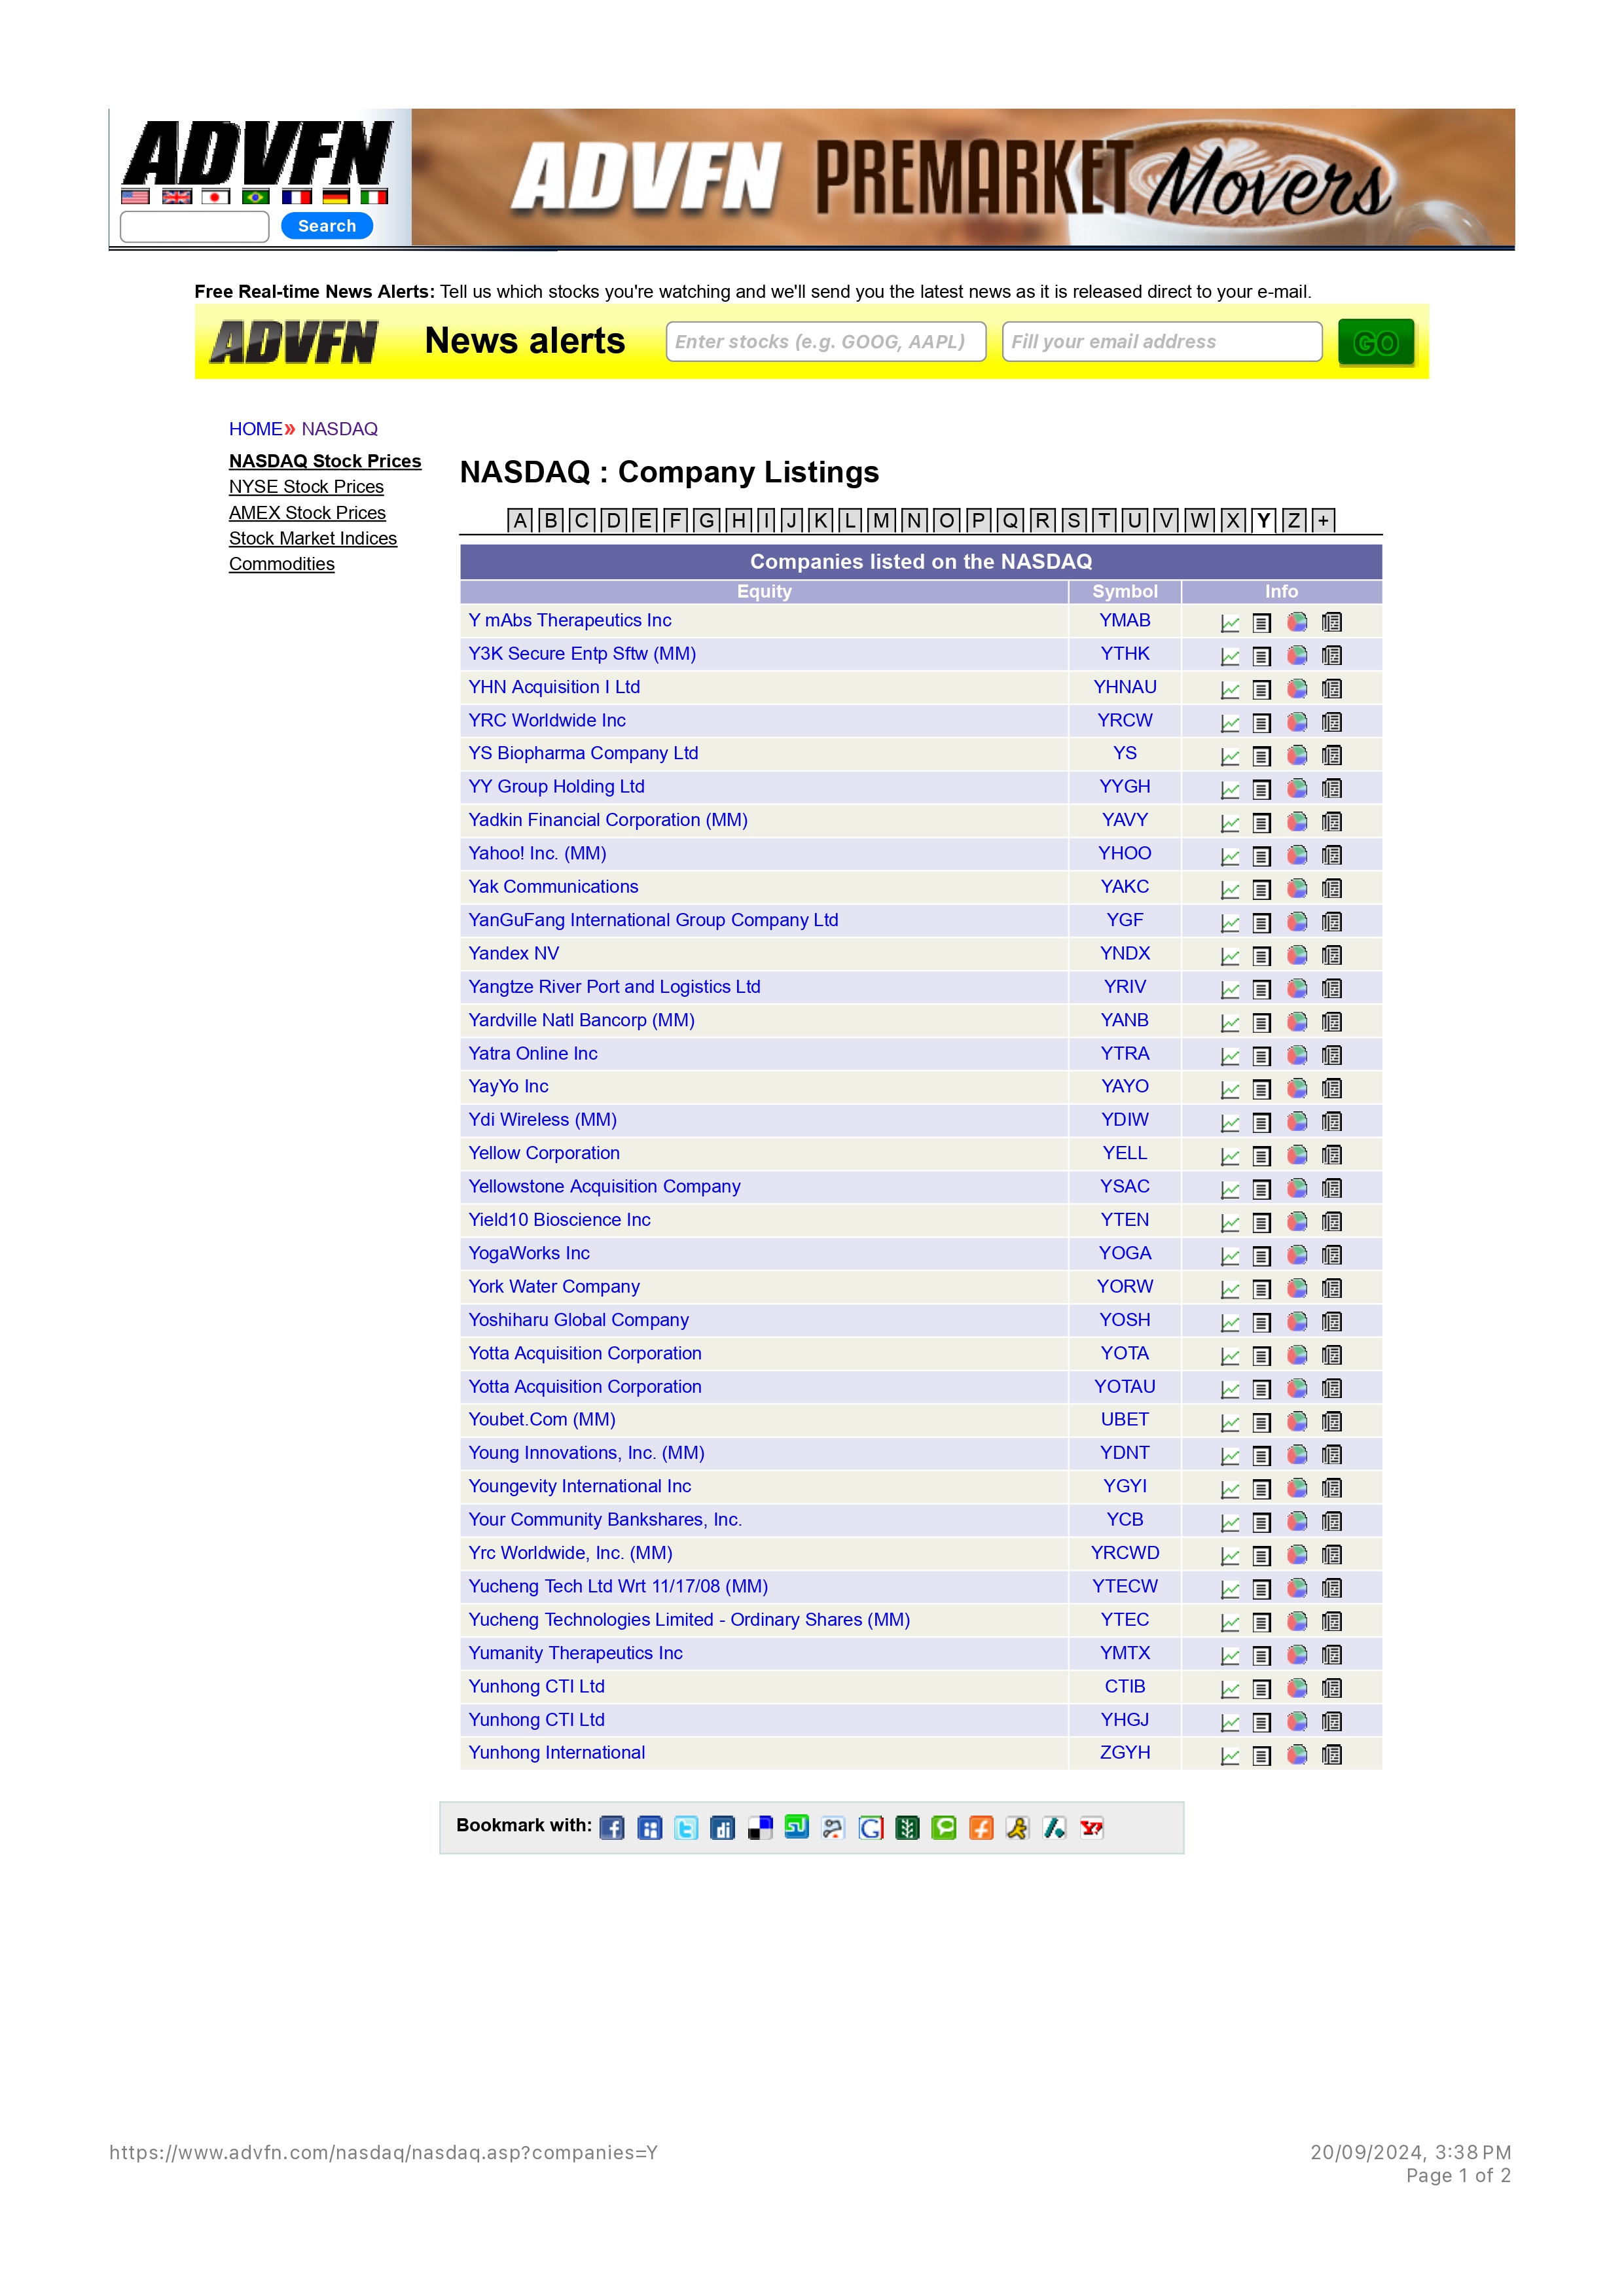 ADVFN
Search
ADVFN PREMARKET Movers
Free Real-time News Alerts: Tell us which stocks you're watching and we'll send you the latest news as it is released direct to your e-mail.
ADVFN News alerts Enter stocks (e.g. GOOG, AAPL) Fill your email address GO
HOME» NASDAQ
NASDAQ Stock Prices
NYSE Stock Prices
AMEX Stock Prices
Stock Market Indices
Commodities
NASDAQ : Company Listings
A B C D E F G H I J K L M N O P Q R S T U V W X Y Z +
Companies listed on the NASDAQ
Equity Symbol Info
Y mAbs Therapeutics Inc YMAB
Y3K Secure Entp Sftw (MM) YTHK
YHN Acquisition I Ltd YHNAU
YRC Worldwide Inc YRCW
YS Biopharma Company Ltd YS
YY Group Holding Ltd YYGH
Yadkin Financial Corporation (MM) YAVY
Yahoo! Inc. (MM) YHOO
Yak Communications YAKC
YanGuFang International Group Company Ltd YGF
Yandex NV YNDX
Yangtze River Port and Logistics Ltd YRIV
Yardville Natl Bancorp (MM) YANB
Yatra Online Inc YTRA
YayYo Inc YAYO
Ydi Wireless (MM) YDIW
Yellow Corporation YELL
Yellowstone Acquisition Company YSAC
Yield10 Bioscience Inc YTEN
YogaWorks Inc YOGA
York Water Company YORW
Yoshiharu Global Company YOSH
Yotta Acquisition Corporation YOTA
Yotta Acquisition Corporation YOTAU
Youbet.Com (MM) UBET
Young Innovations, Inc. (MM) YDNT
Youngevity International Inc YGYI
Your Community Bankshares, Inc. YCB
Yrc Worldwide, Inc. (MM) YRCWD
Yucheng Tech Ltd Wrt 11/17/08 (MM) YTECW
Yucheng Technologies Limited - Ordinary Shares (MM) YTEC
Yumanity Therapeutics Inc YMTX
Yunhong CTI Ltd CTIB
Yunhong CTI Ltd YHGJ
Yunhong International ZGYH
Bookmark with:
https://www.advfn.com/nasdaq/nasdaq.asp?companies=Y 20/09/2024, 3:38 PM
Page 1 of 2